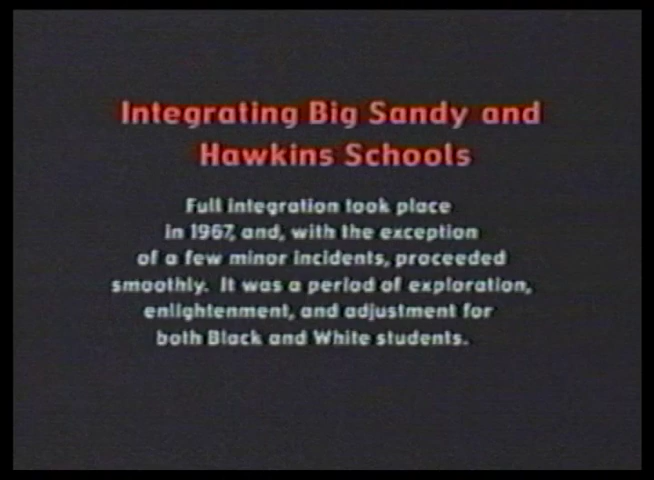 Integrating Big Sandy and
Hawkins Schools
Full integration took place
in 1967, and, with the exception
of a few minor incidents, proceeded
smoothly. It was a period of exploration,
enlightenment, and adjustment for
both Black and White students.